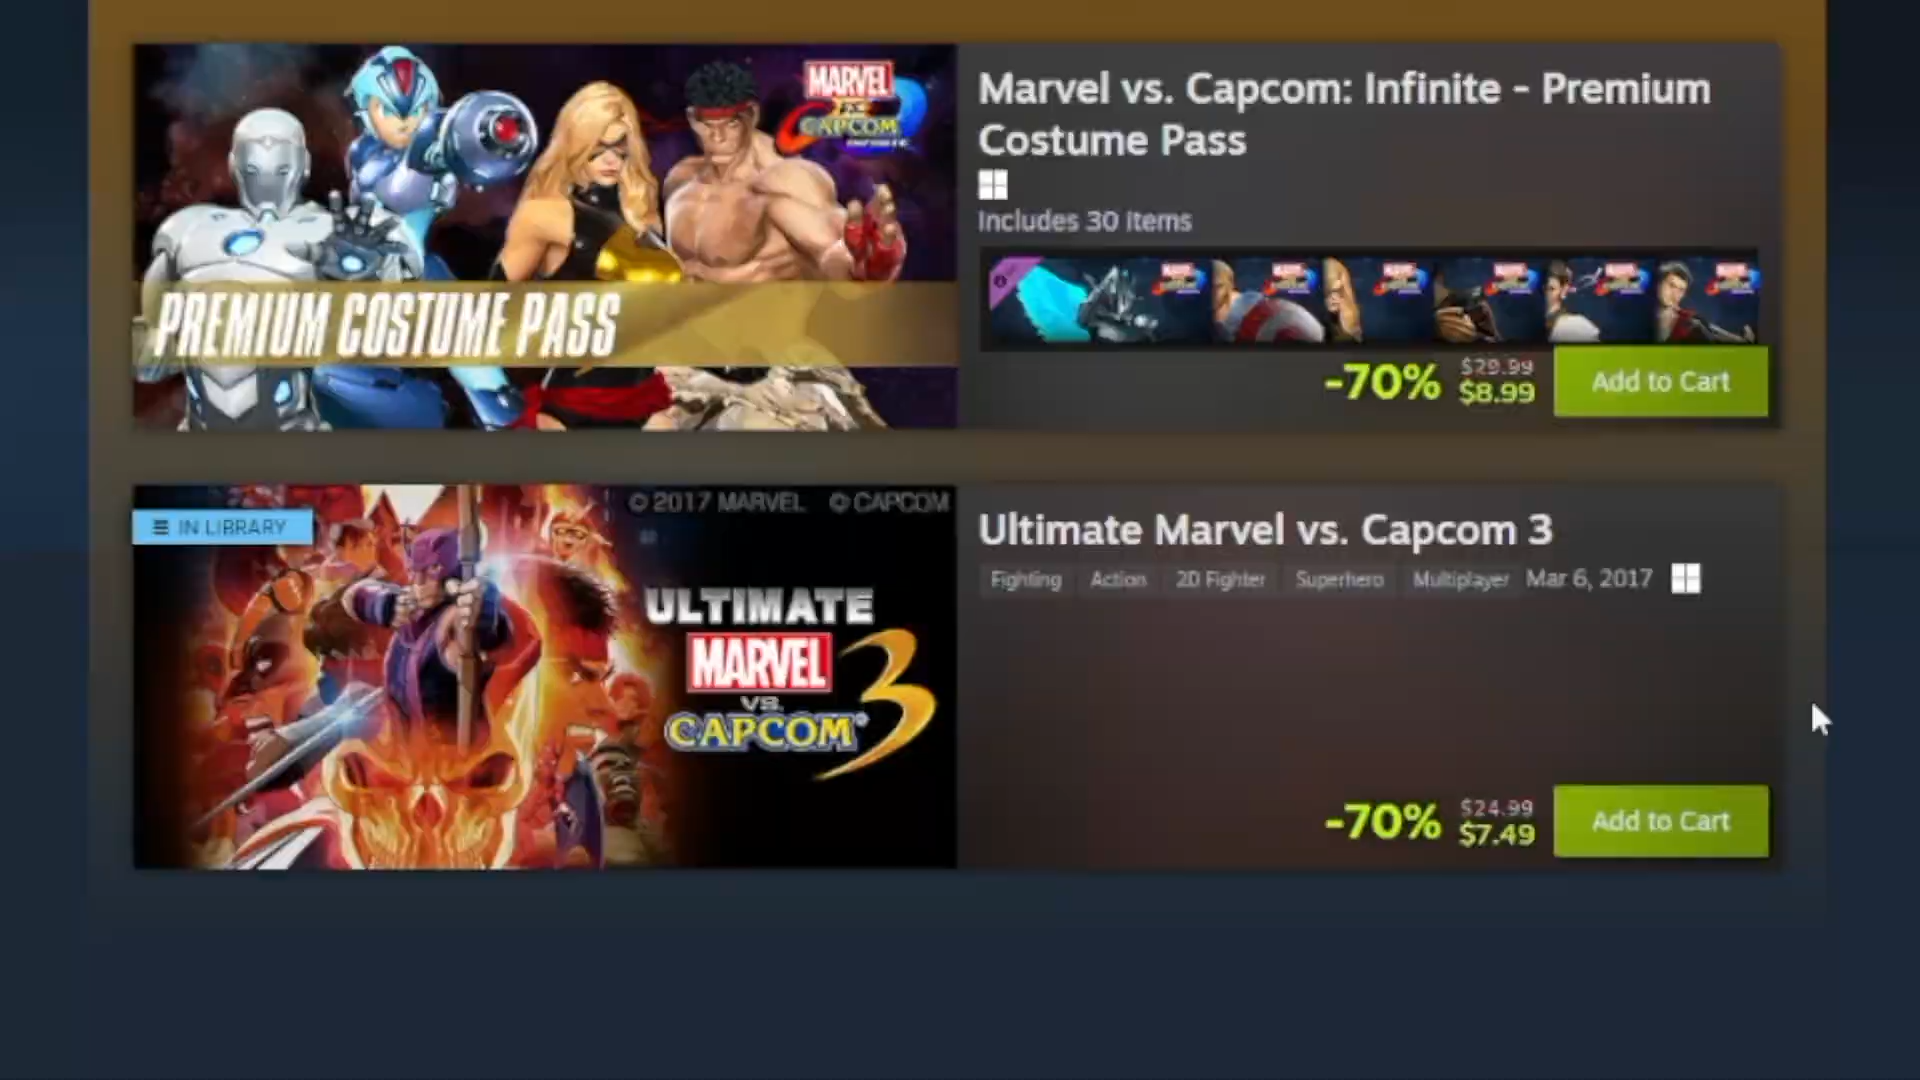 MARVEL
VS
CAPCOM
PREMIUM COSTUME PASS
Marvel vs. Capcom: Infinite - Premium
Costume Pass
Includes 30 Items
-70%
$29.99
$8.99
Add to Cart
© 2017 MARVEL © CAPCOM
IN LIBRARY
ULTIMATE
MARVEL
VS.
CAPCOM® 3
Ultimate Marvel vs. Capcom 3
Fighting Action 2D Fighter Superhero Multiplayer Mar 6, 2017
-70%
$24.99
$7.49
Add to Cart